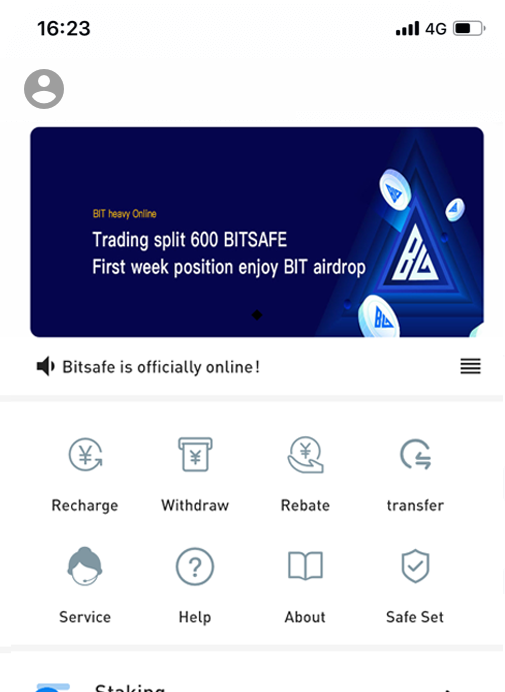 16:23
4G
BIT heavy Online
Trading split 600 BITSAFE
First week position enjoy BIT airdrop
Bitsafe is officially online!
Recharge
Withdraw
Rebate
transfer
Service
Help
About
Safe Set
Staking